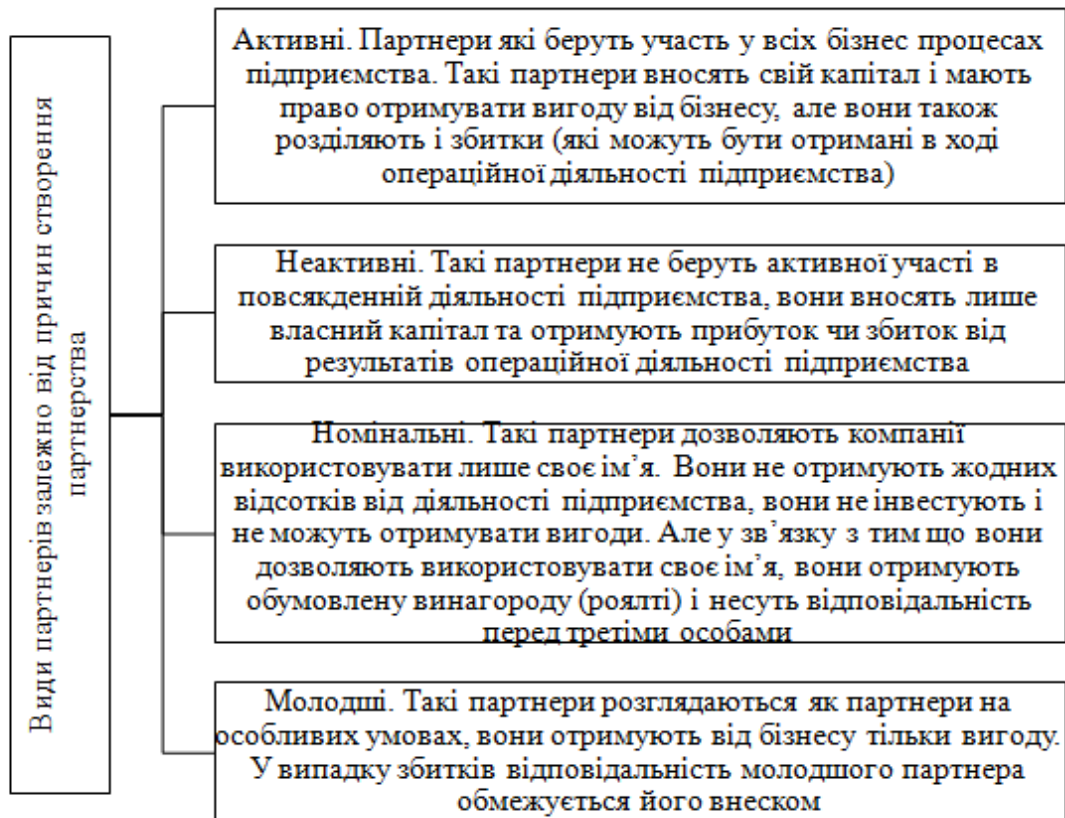 Види партнерів залежно від причин створення
партнерства
Активні. Партнери які беруть участь у всіх бізнес процесах
підприємства. Такі партнери вносять свій капітал і мають
право отримувати вигоду від бізнесу, але вони також
розділяють і збитки (які можуть бути отримані в ході
операційної діяльності підприємства)
Неактивні. Такі партнери не беруть активної участі в
повсякденній діяльності підприємства, вони вносять лише
власний капітал та отримують прибуток чи збиток від
результатів операційної діяльності підприємства
Номінальні. Такі партнери дозволяють компанії
використовувати лише своє ім’я. Вони не отримують жодних
відсотків від діяльності підприємства, вони не інвестують і
не можуть отримувати вигоди. Але у зв’язку з тим що вони
дозволяють використовувати своє ім’я, вони отримують
обумовлену винагороду (роялті) і несуть відповідальність
перед третіми особами
Молодші. Такі партнери розглядаються як партнери на
особливих умовах, вони отримують від бізнесу тільки вигоду.
У випадку збитків відповідальність молодшого партнера
обмежується його внеском